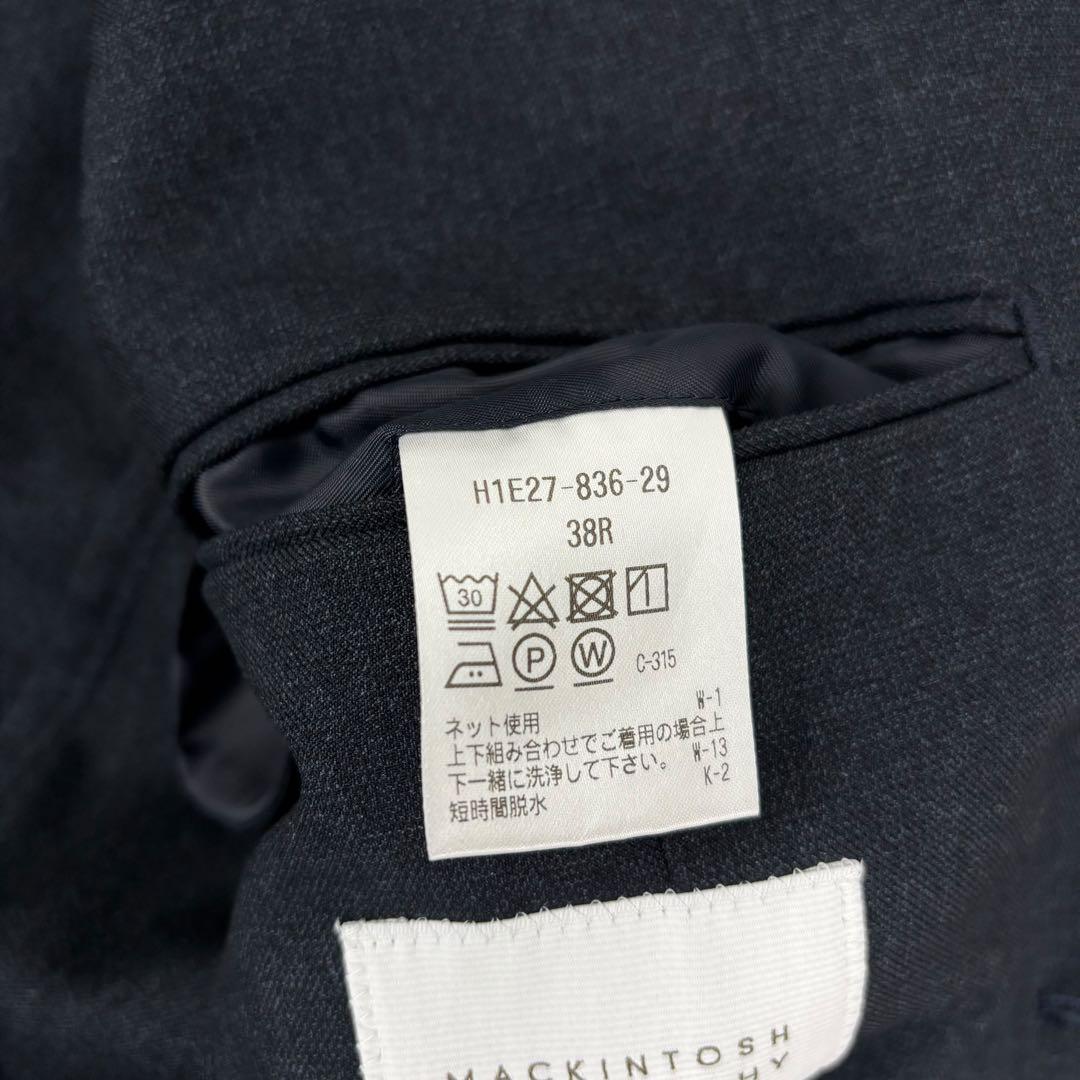 H1E27-836-29
38R
30
P W C-315
W-1
ネット使用
上下組み合わせでご着用の場合上
W-13
下一緒に洗浄して下さい。
K-2
短時間脱水
MACKINTOSH